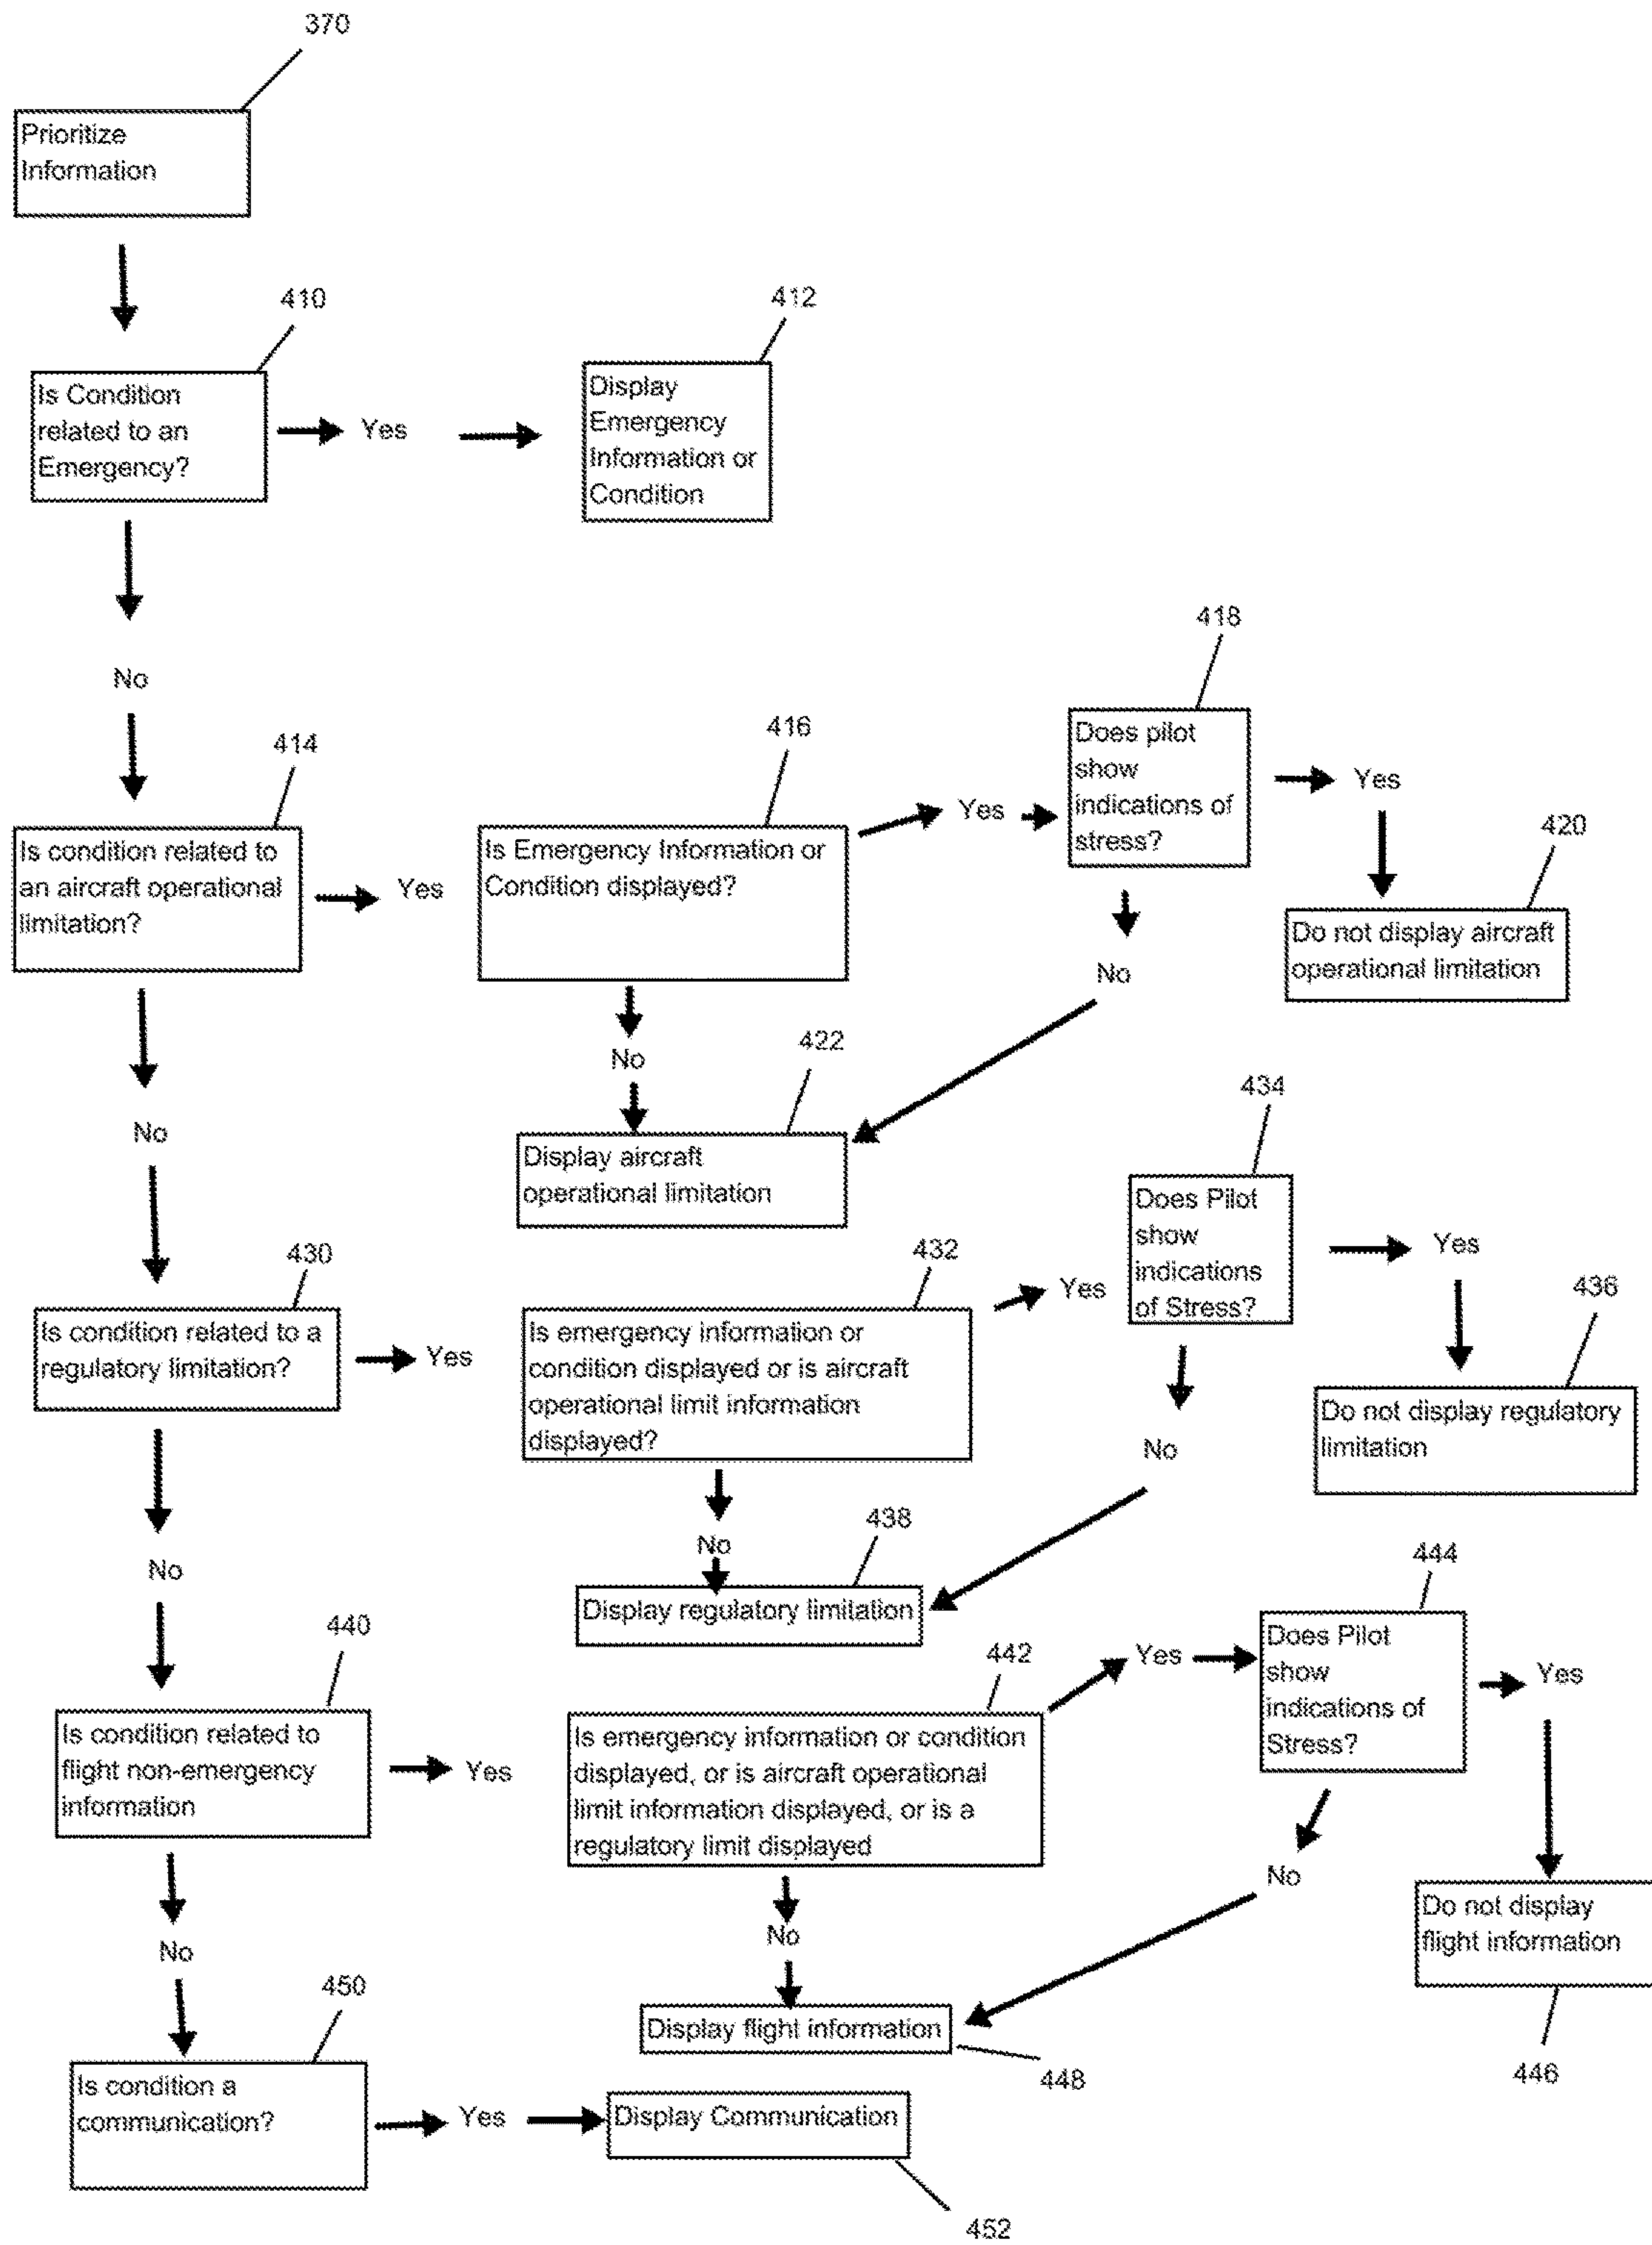 370
Prioritize
Information
410
Is Condition
related to an
Emergency?
Yes
412
Display
Emergency
Information or
Condition
No
414
Is condition related to
an aircraft operational
limitation?
Yes
416
Is Emergency Information or
Condition displayed?
Yes
418
Does pilot
show
indications of
stress?
Yes
420
Do not display aircraft
operational limitation
No
No
422
Display aircraft
operational limitation
No
430
Is condition related to a
regulatory limitation?
Yes
432
Is emergency information or
condition displayed or is aircraft
operational limit information
displayed?
Yes
434
Does Pilot
show
indications
of Stress?
Yes
436
Do not display regulatory
limitation
No
No
438
Display regulatory limitation
No
440
Is condition related to
flight non-emergency
information
Yes
442
Is emergency information or condition
displayed, or is aircraft operational
limit information displayed, or is a
regulatory limit displayed
Yes
444
Does Pilot
show
indications of
Stress?
Yes
Do not display
flight information
446
No
No
Display flight information
448
No
450
Is condition a
communication?
Yes
Display Communication
452